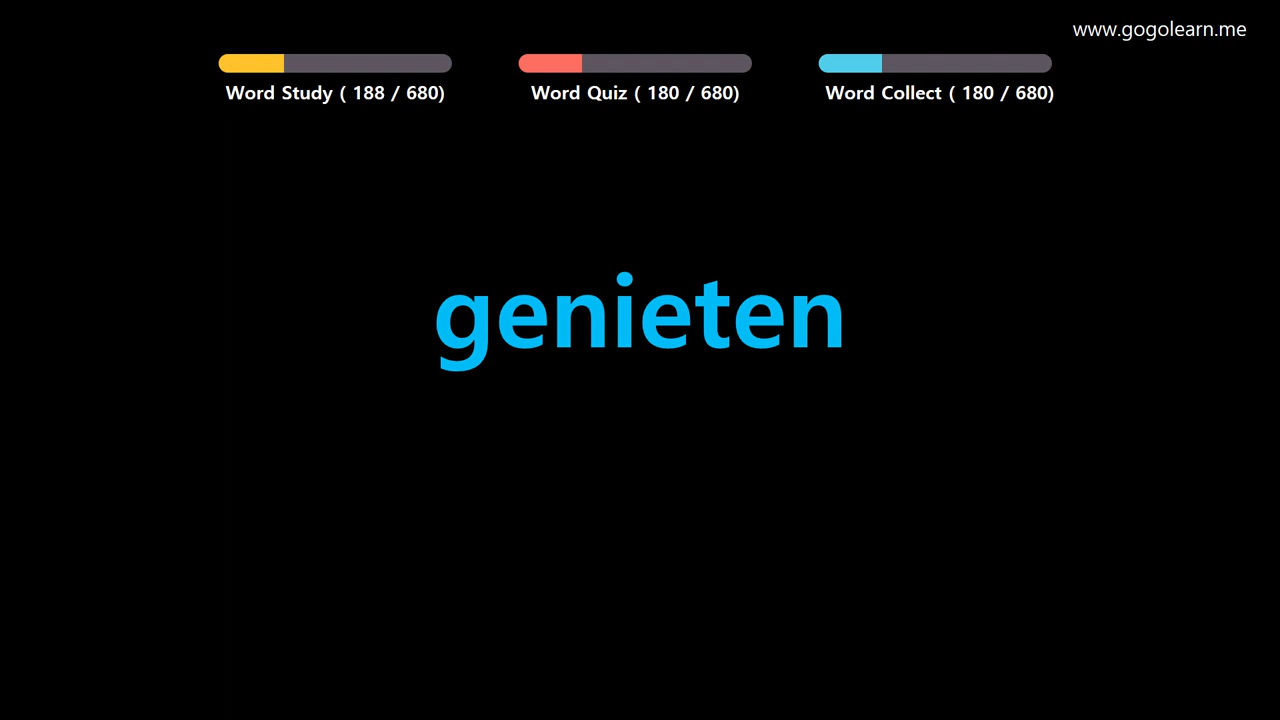 www.gogolearn.me
Word Study ( 188 / 680)
Word Quiz ( 180 / 680)
Word Collect ( 180 / 680)
genieten